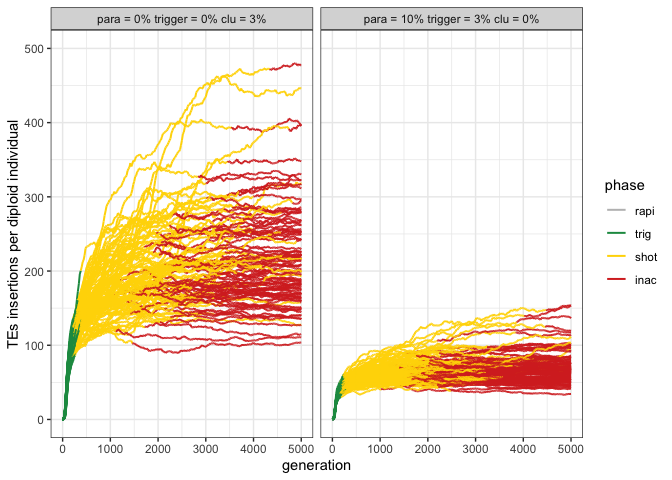 para = 0% trigger = 0% clu = 3%
para = 10% trigger = 3% clu = 0%
TEs insertions per diploid individual
500
400
300
200
100
0
0 1000 2000 3000 4000 5000
0 1000 2000 3000 4000 5000
generation
phase
rapi
trig
shot
inac